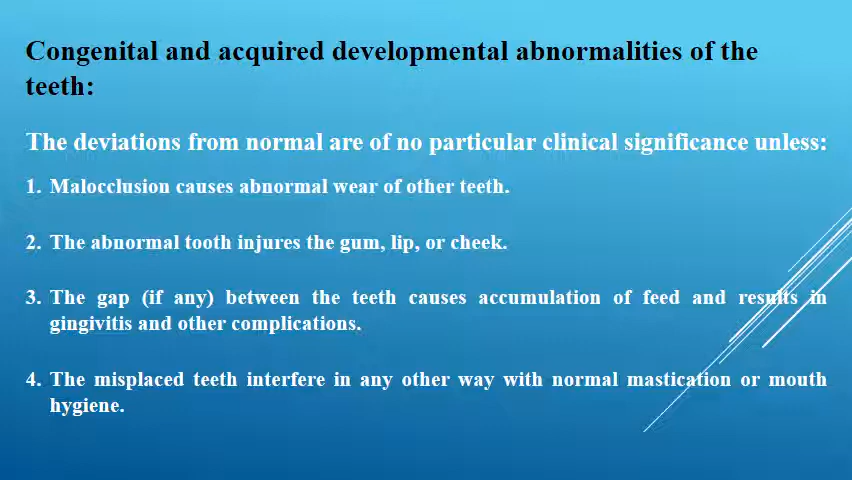 Congenital and acquired developmental abnormalities of the
teeth:
The deviations from normal are of no particular clinical significance unless:
1. Malocclusion causes abnormal wear of other teeth.
2. The abnormal tooth injures the gum, lip, or cheek.
3. The gap (if any) between the teeth causes accumulation of feed and results in
gingivitis and other complications.
4. The misplaced teeth interfere in any other way with normal mastication or mouth
hygiene.